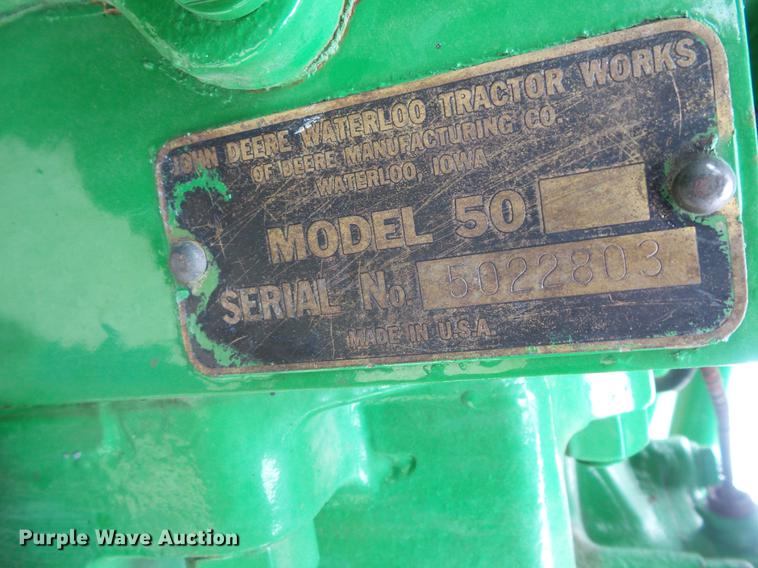 JOHN DEERE WATERLOO TRACTOR WORKS
OF DEERE MANUFACTURING CO.
WATERLOO, IOWA
MODEL 50
SERIAL No. 5022803
MADE IN U.S.A.
Purple Wave Auction